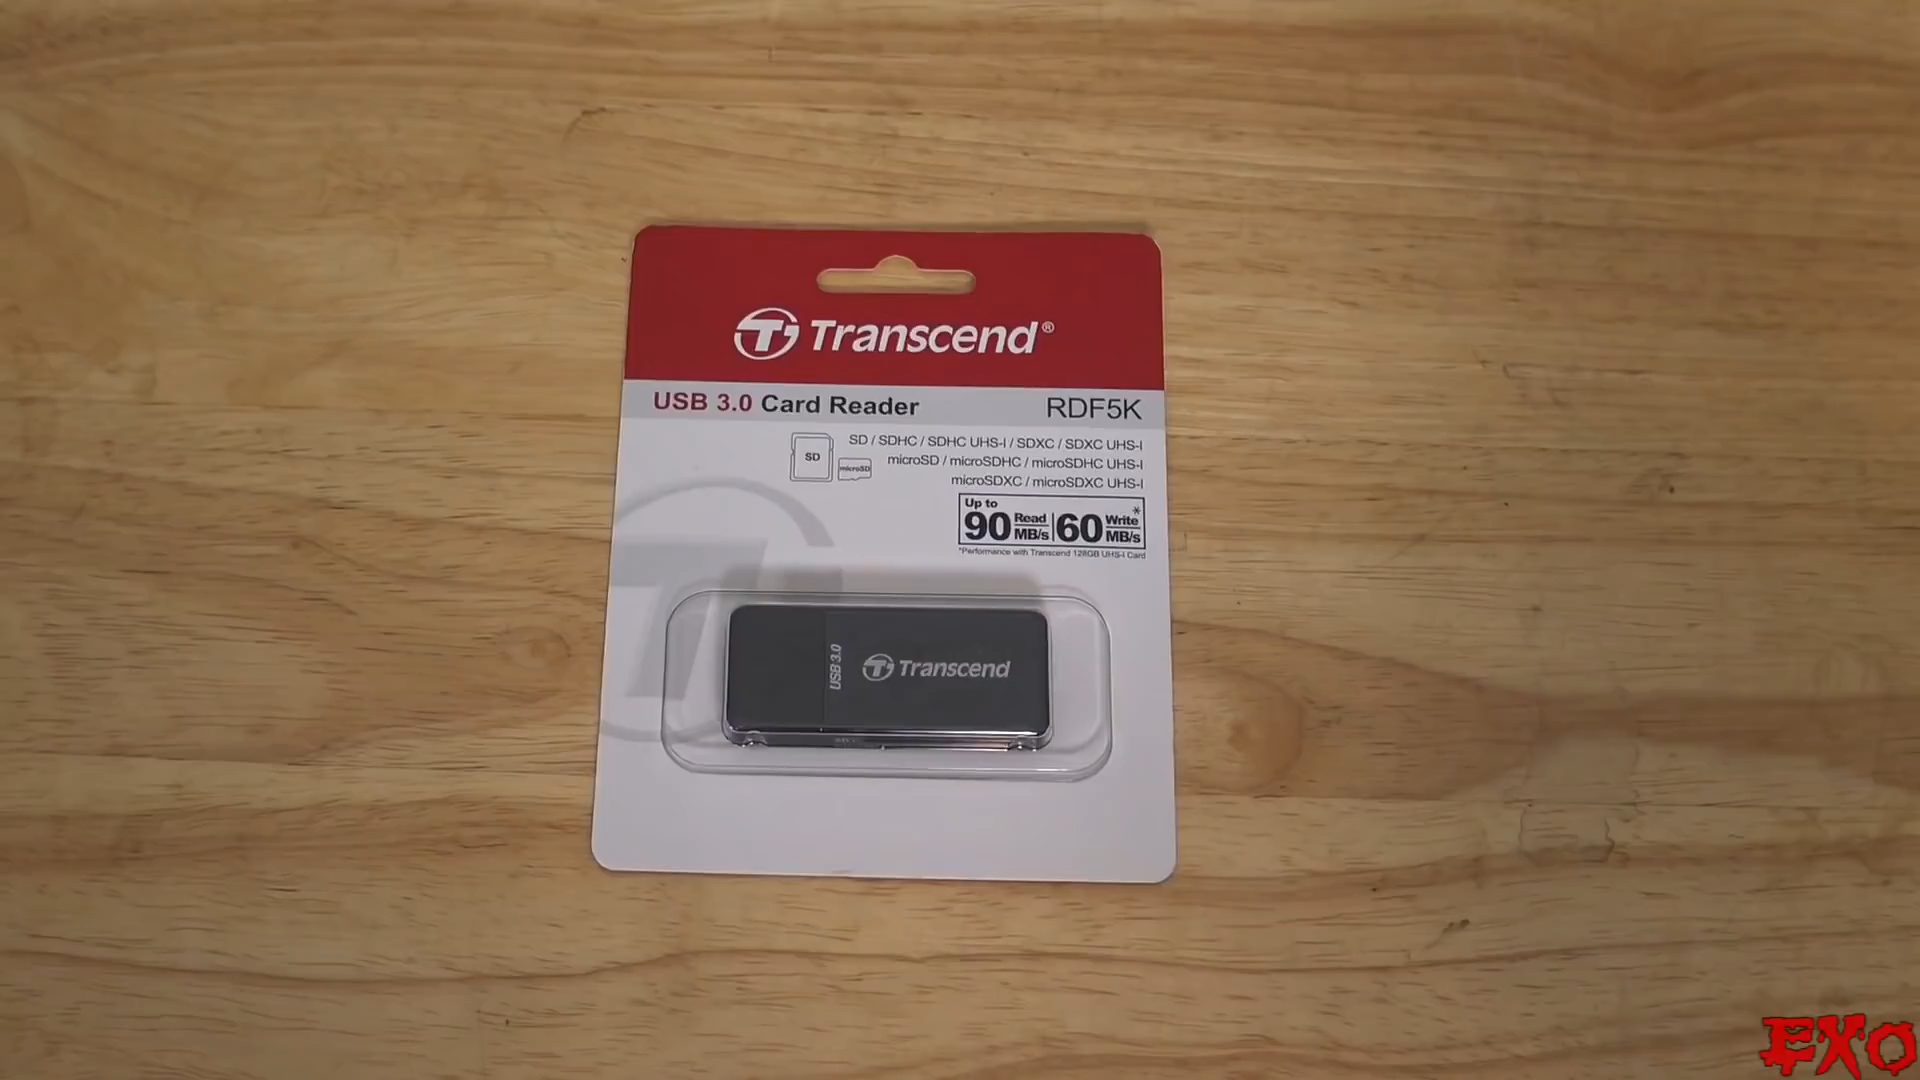 Transcend®
USB 3.0 Card Reader RDF5K
SD / SDHC / SDHC UHS-I / SDXC / SDXC UHS-I
SD
microSD
microSD / microSDHC / microSDHC UHS-I
microSDXC / microSDXC UHS-I
Up to
90 Read MB/s 60 Write* MB/s
*Performance with Transcend 128GB UHS-I Card
USB 3.0
Transcend
EXO